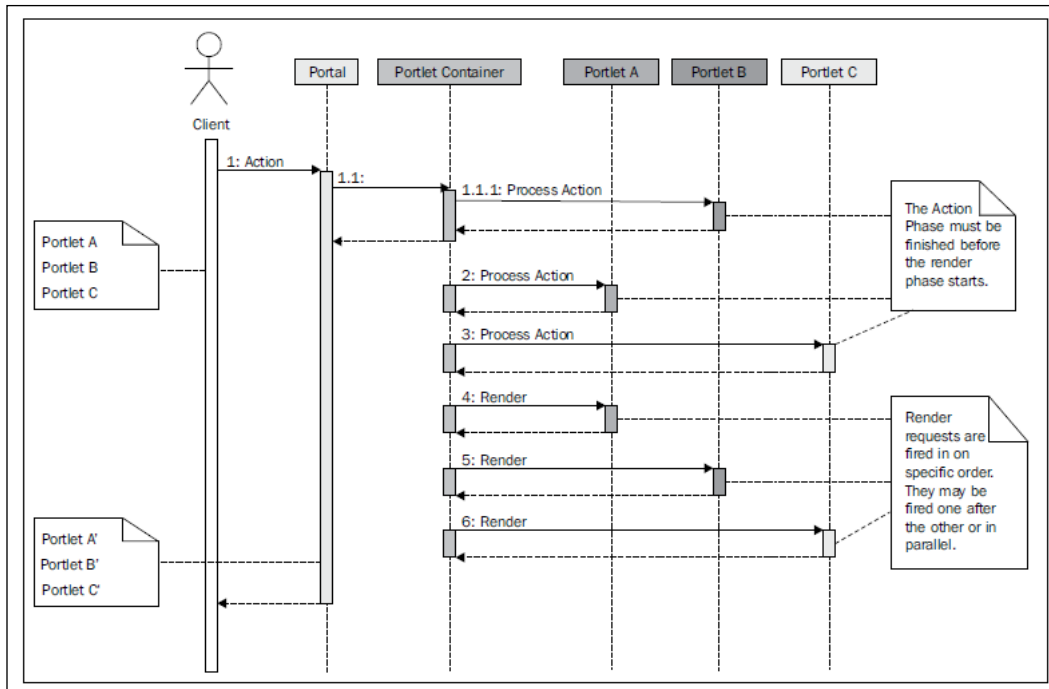 Client
Portal
Portlet Container
Portlet A
Portlet B
Portlet C
1: Action
1.1:
1.1.1: Process Action
The Action
Phase must be
finished before
the render
phase starts.
Portlet A
Portlet B
Portlet C
2: Process Action
3: Process Action
4: Render
5: Render
6: Render
Render
requests are
fired in on
specific order.
They may be
fired one after
the other or in
parallel.
Portlet A'
Portlet B'
Portlet C'